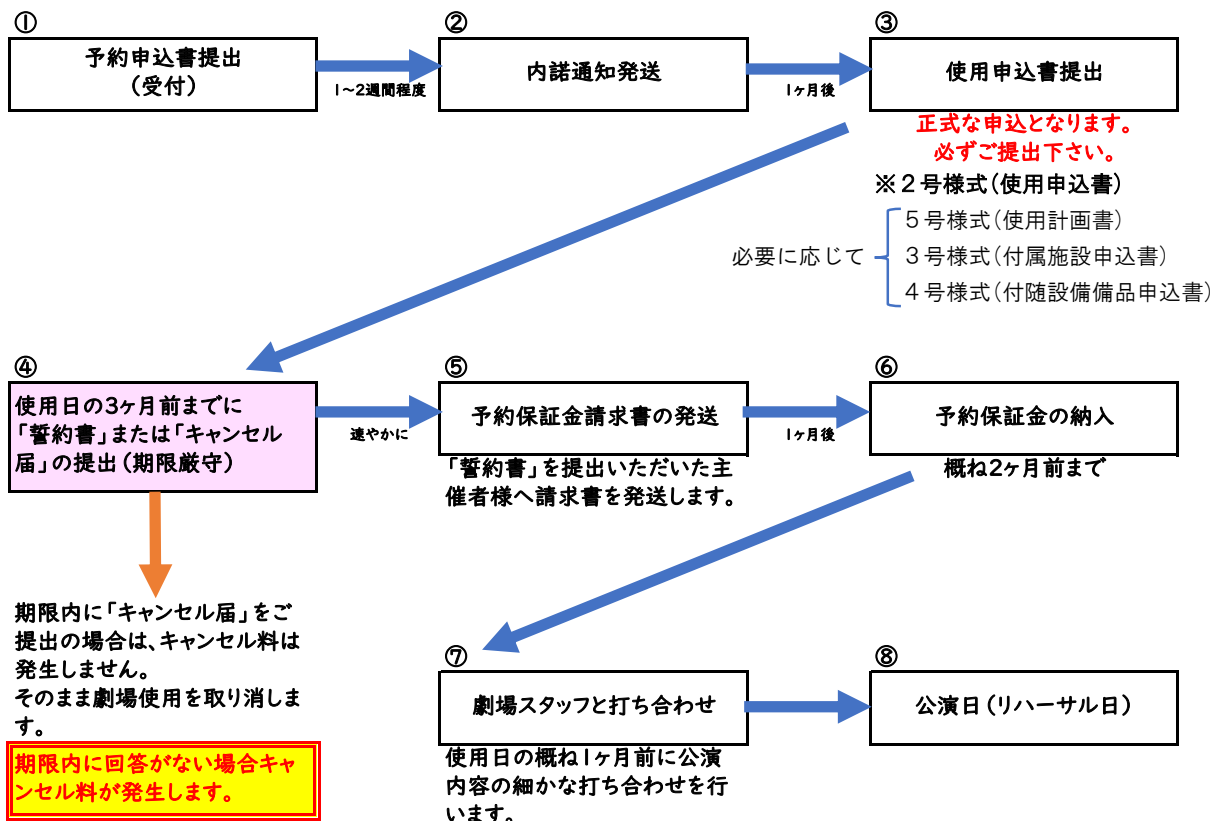 ①
予約申込書提出
(受付)
1~2週間程度
②
内諾通知発送
1ヶ月後
③
使用申込書提出
正式な申込となります。
必ずご提出下さい。
※2号様式(使用申込書)
必要に応じて
5号様式(使用計画書)
3号様式(付属施設申込書)
4号様式(付随設備備品申込書)
④
使用日の3ヶ月前までに
「誓約書」または「キャンセル
届」の提出(期限厳守)
速やかに
⑤
予約保証金請求書の発送
「誓約書」を提出いただいた主
催者様へ請求書を発送します。
1ヶ月後
⑥
予約保証金の納入
概ね2ヶ月前まで
期限内に「キャンセル届」をご
提出の場合は、キャンセル料は
発生しません。
そのまま劇場使用を取り消しま
す。
期限内に回答がない場合キャ
ンセル料が発生します。
⑦
劇場スタッフと打ち合わせ
使用日の概ね1ヶ月前に公演
内容の細かな打ち合わせを行
います。
⑧
公演日(リハーサル日)